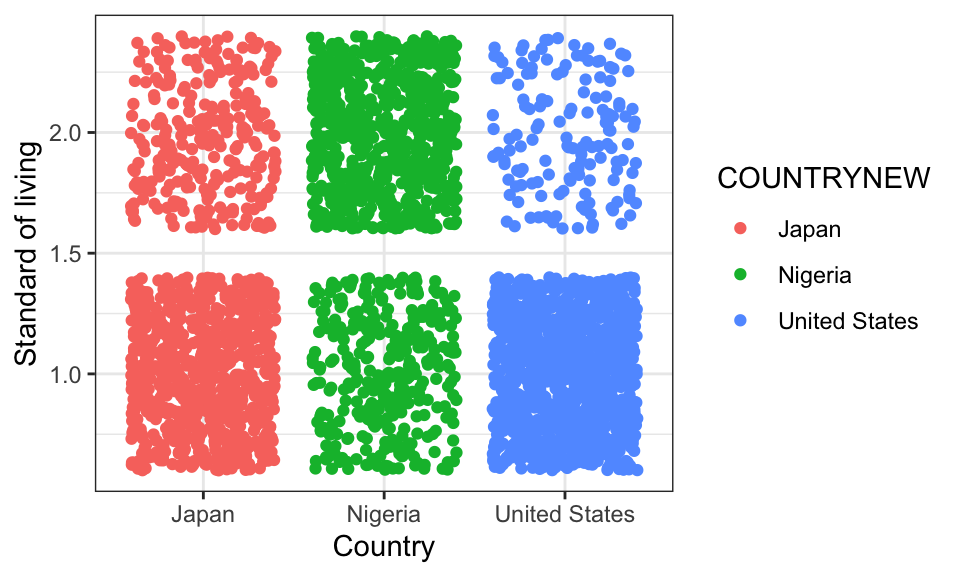 Standard of living
2.0
1.5
1.0
Japan
Nigeria
United States
Country
COUNTRYNEW
Japan
Nigeria
United States